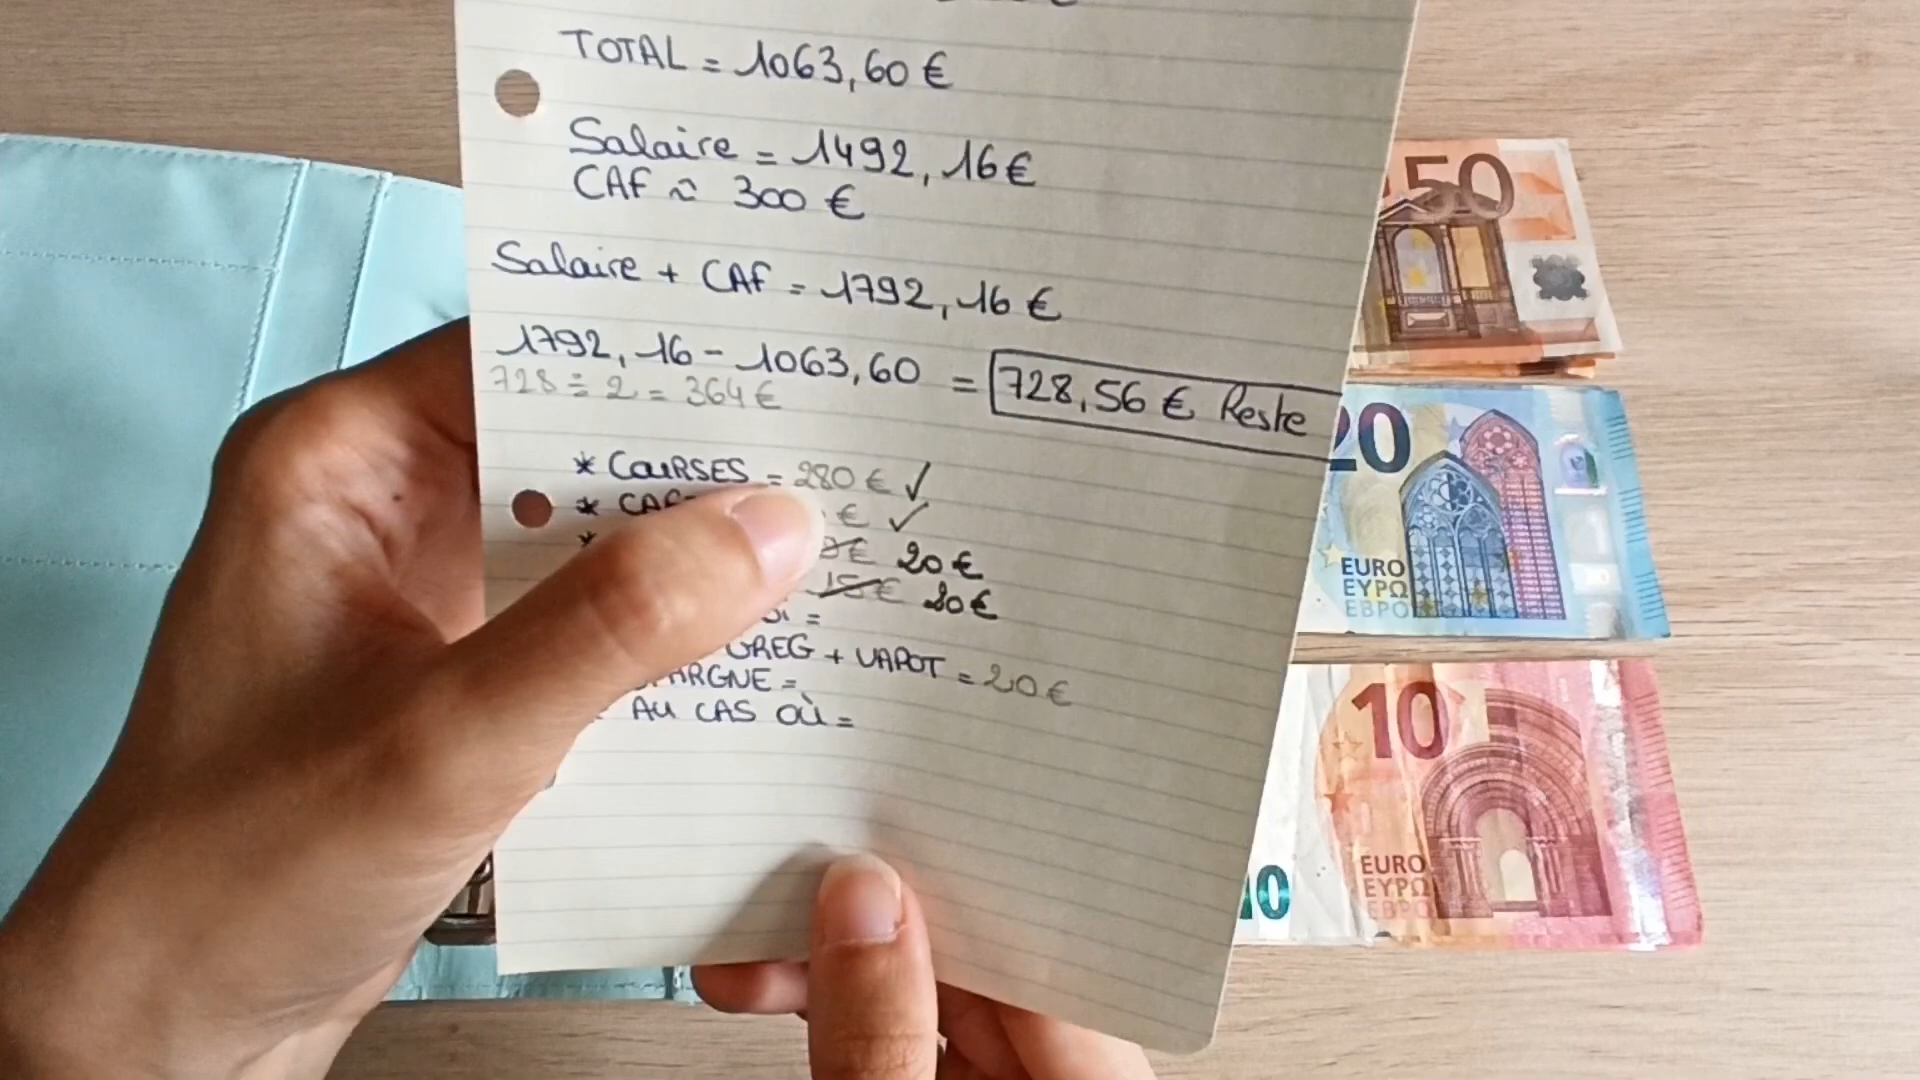 TOTAL = 1063,60 €
Salaire = 1492,16 €
CAF ≈ 300 €
Salaire + CAF = 1792,16 €
1792,16 - 1063,60 = 728,56 € Reste
728 ÷ 2 = 364 €
* COURSES = 280 € ✓
* € ✓
* 20 €
15 € 20 €
=
GREG + VAPOT = 20 €
=
AU CAS OÙ =
50
20
EURO
ΕΥΡΩ
ЕВРО
10
EURO
ΕΥΡΩ
ЕВРО
10